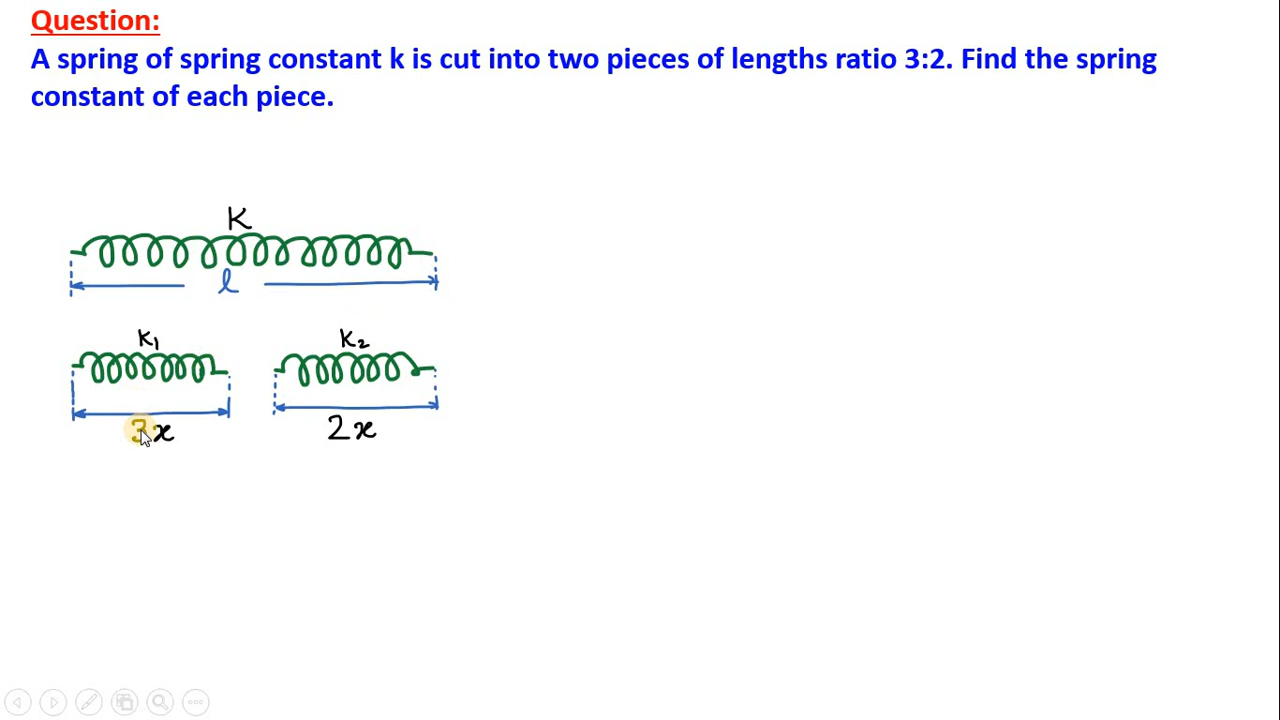 Question:
A spring of spring constant k is cut into two pieces of lengths ratio 3:2. Find the spring
constant of each piece.
K
l
K₁
K₂
3x
2x